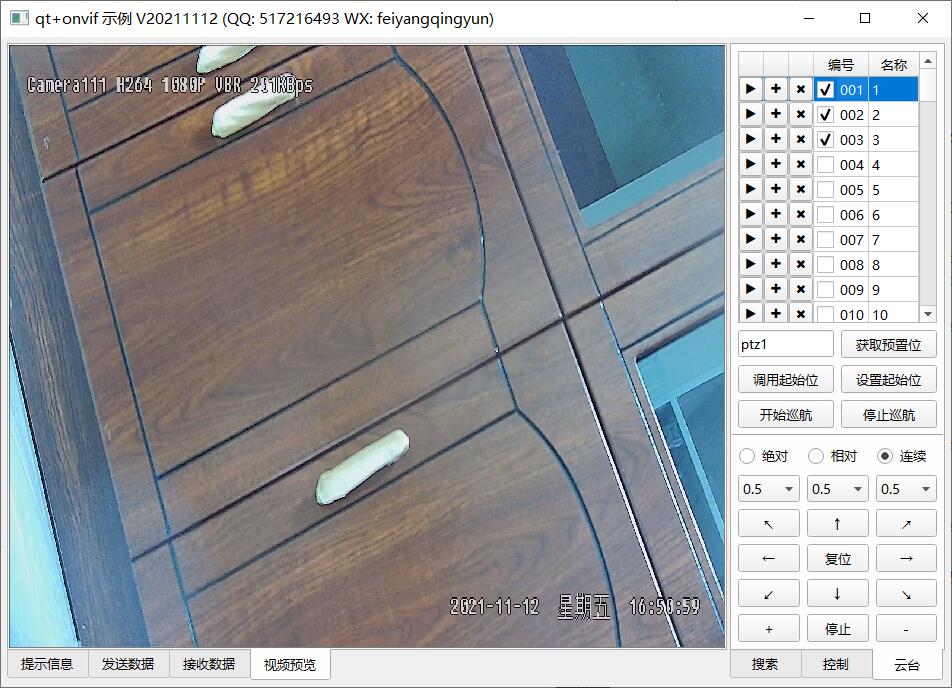 qt+onvif 示例 V20211112 (QQ: 517216493 WX: feiyangqingyun)
Camera111 H264 1080P VBR 231KBps
2021-11-12 星期五 16:50:59
编号 名称
001 1
002 2
003 3
004 4
005 5
006 6
007 7
008 8
009 9
010 10
ptz1 获取预置位
调用起始位 设置起始位
开始巡航 停止巡航
绝对 相对 连续
0.5 0.5 0.5
↖ ↑ ↗
← 复位 →
↙ ↓ ↘
+ 停止 -
提示信息 发送数据 接收数据 视频预览
搜索 控制 云台